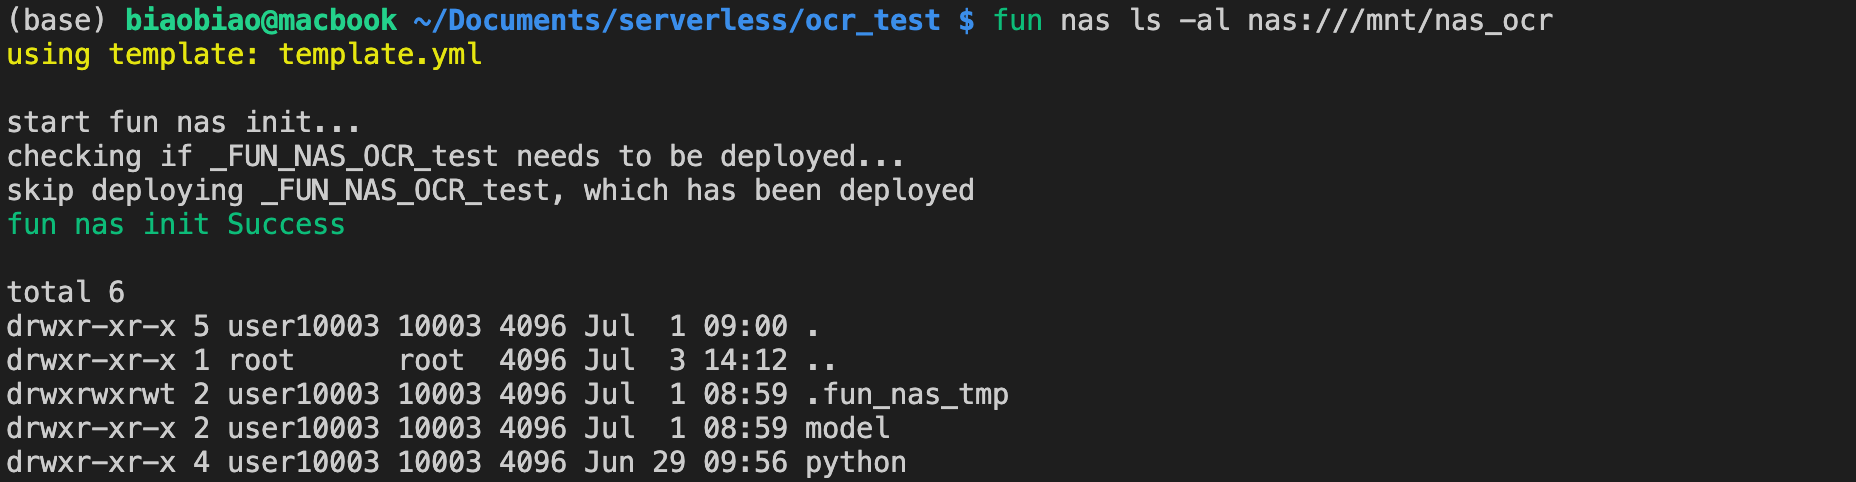 (base) biaobiao@macbook ~/Documents/serverless/ocr_test $ fun nas ls -al nas:///mnt/nas_ocr
using template: template.yml
start fun nas init...
checking if _FUN_NAS_OCR_test needs to be deployed...
skip deploying _FUN_NAS_OCR_test, which has been deployed
fun nas init Success
total 6
drwxr-xr-x 5 user10003 10003 4096 Jul  1 09:00 .
drwxr-xr-x 1 root      root  4096 Jul  3 14:12 ..
drwxrwxrwt 2 user10003 10003 4096 Jul  1 08:59 .fun_nas_tmp
drwxr-xr-x 2 user10003 10003 4096 Jul  1 08:59 model
drwxr-xr-x 4 user10003 10003 4096 Jun 29 09:56 python